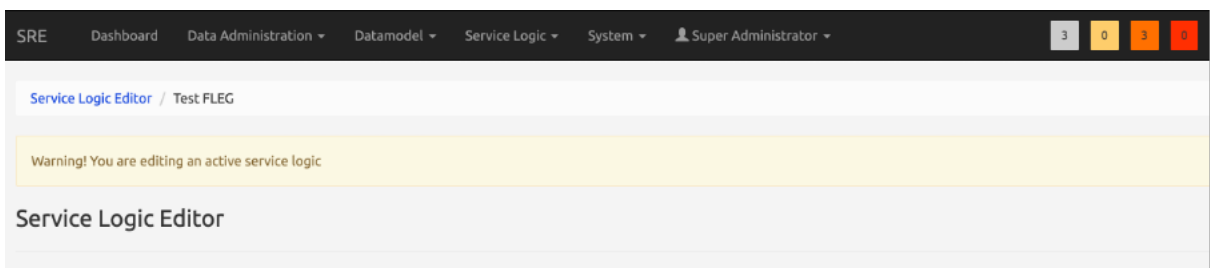 SRE Dashboard Data Administration Datamodel Service Logic System Super Administrator 3 0 3 0
Service Logic Editor / Test FLEG
Warning! You are editing an active service logic
Service Logic Editor